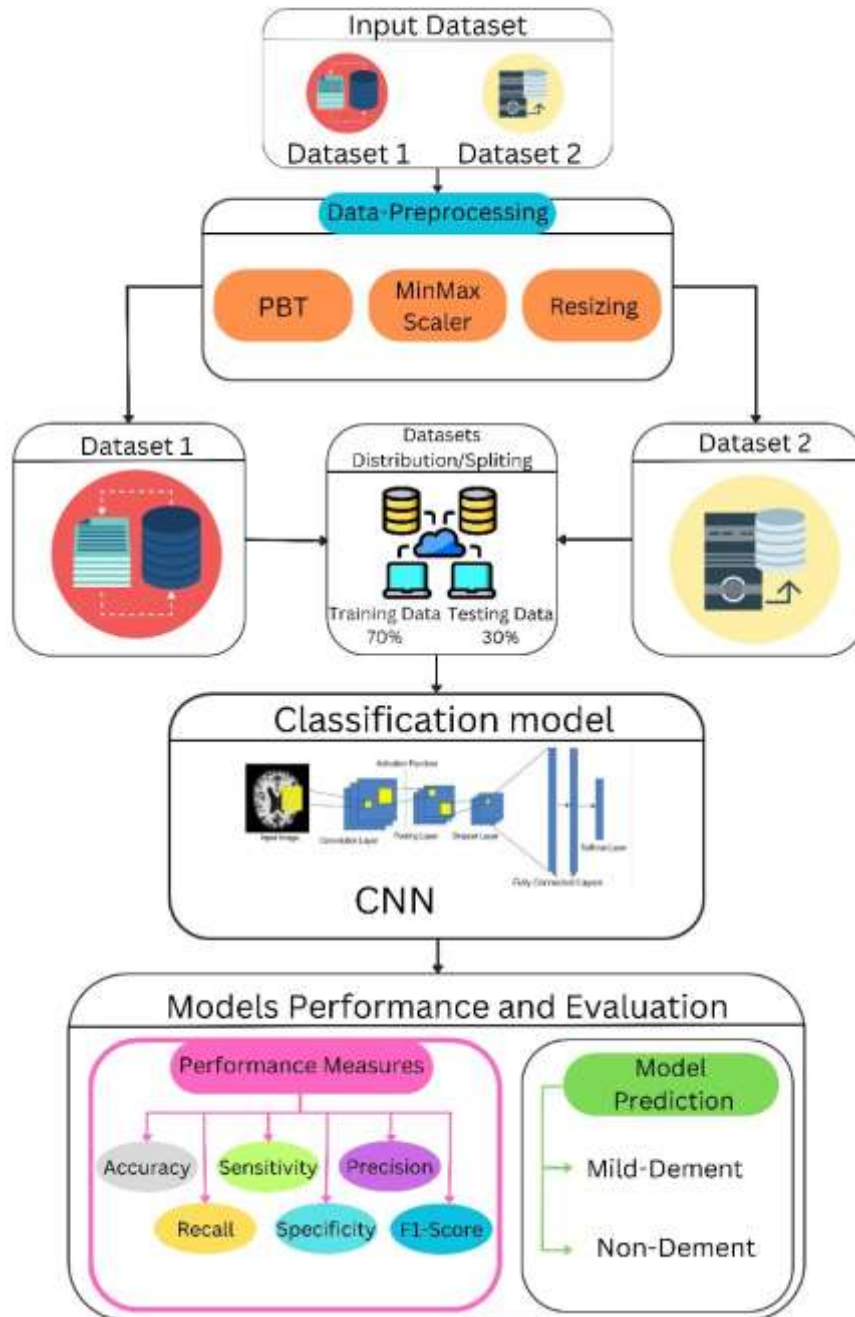 Input Dataset
Dataset 1
Dataset 2
Data-Preprocessing
PBT
MinMax
Scaler
Resizing
Dataset 1
Datasets
Distribution/Spliting
Training Data
70%
Testing Data
30%
Dataset 2
Classification model
Activation Function
Input Image
Convolution Layer
Pooling Layer
Dropout Layer
Fully Connected Layers
Softmax Layer
CNN
Models Performance and Evaluation
Performance Measures
Accuracy
Sensitivity
Precision
Recall
Specificity
F1-Score
Model
Prediction
Mild-Dement
Non-Dement